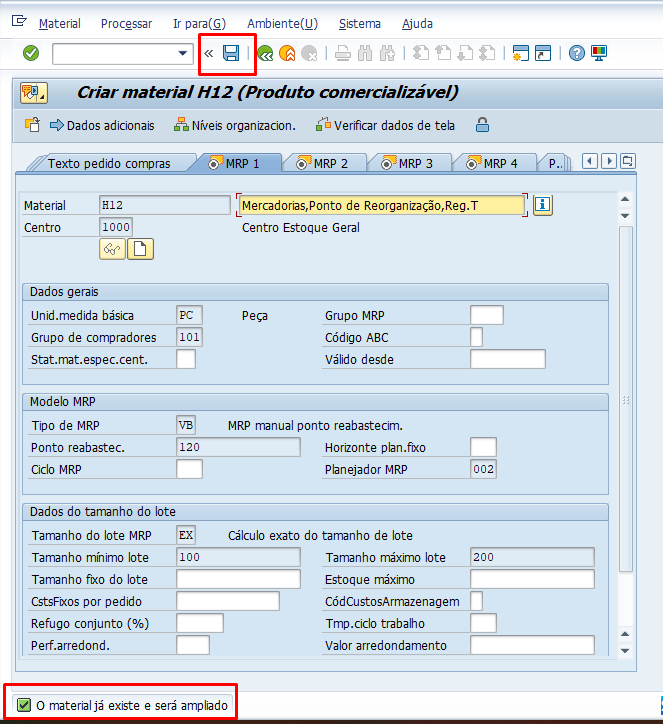 Material Processar Ir para(G) Ambiente(U) Sistema Ajuda
«
Criar material H12 (Produto comercializável)
Dados adicionais Níveis organizacion. Verificar dados de tela
Texto pedido compras MRP 1 MRP 2 MRP 3 MRP 4 P..
Material H12 Mercadorias,Ponto de Reorganização,Reg.T
Centro 1000 Centro Estoque Geral
Dados gerais
Unid.medida básica PC Peça Grupo MRP
Grupo de compradores 101 Código ABC
Stat.mat.espec.cent. Válido desde
Modelo MRP
Tipo de MRP VB MRP manual ponto reabastecim.
Ponto reabastec. 120 Horizonte plan.fixo
Ciclo MRP Planejador MRP 002
Dados do tamanho do lote
Tamanho do lote MRP EX Cálculo exato do tamanho de lote
Tamanho mínimo lote 100 Tamanho máximo lote 200
Tamanho fixo do lote Estoque máximo
CstsFixos por pedido CódCustosArmazenagem
Refugo conjunto (%) Tmp.ciclo trabalho
Perf.arredond. Valor arredondamento
O material já existe e será ampliado